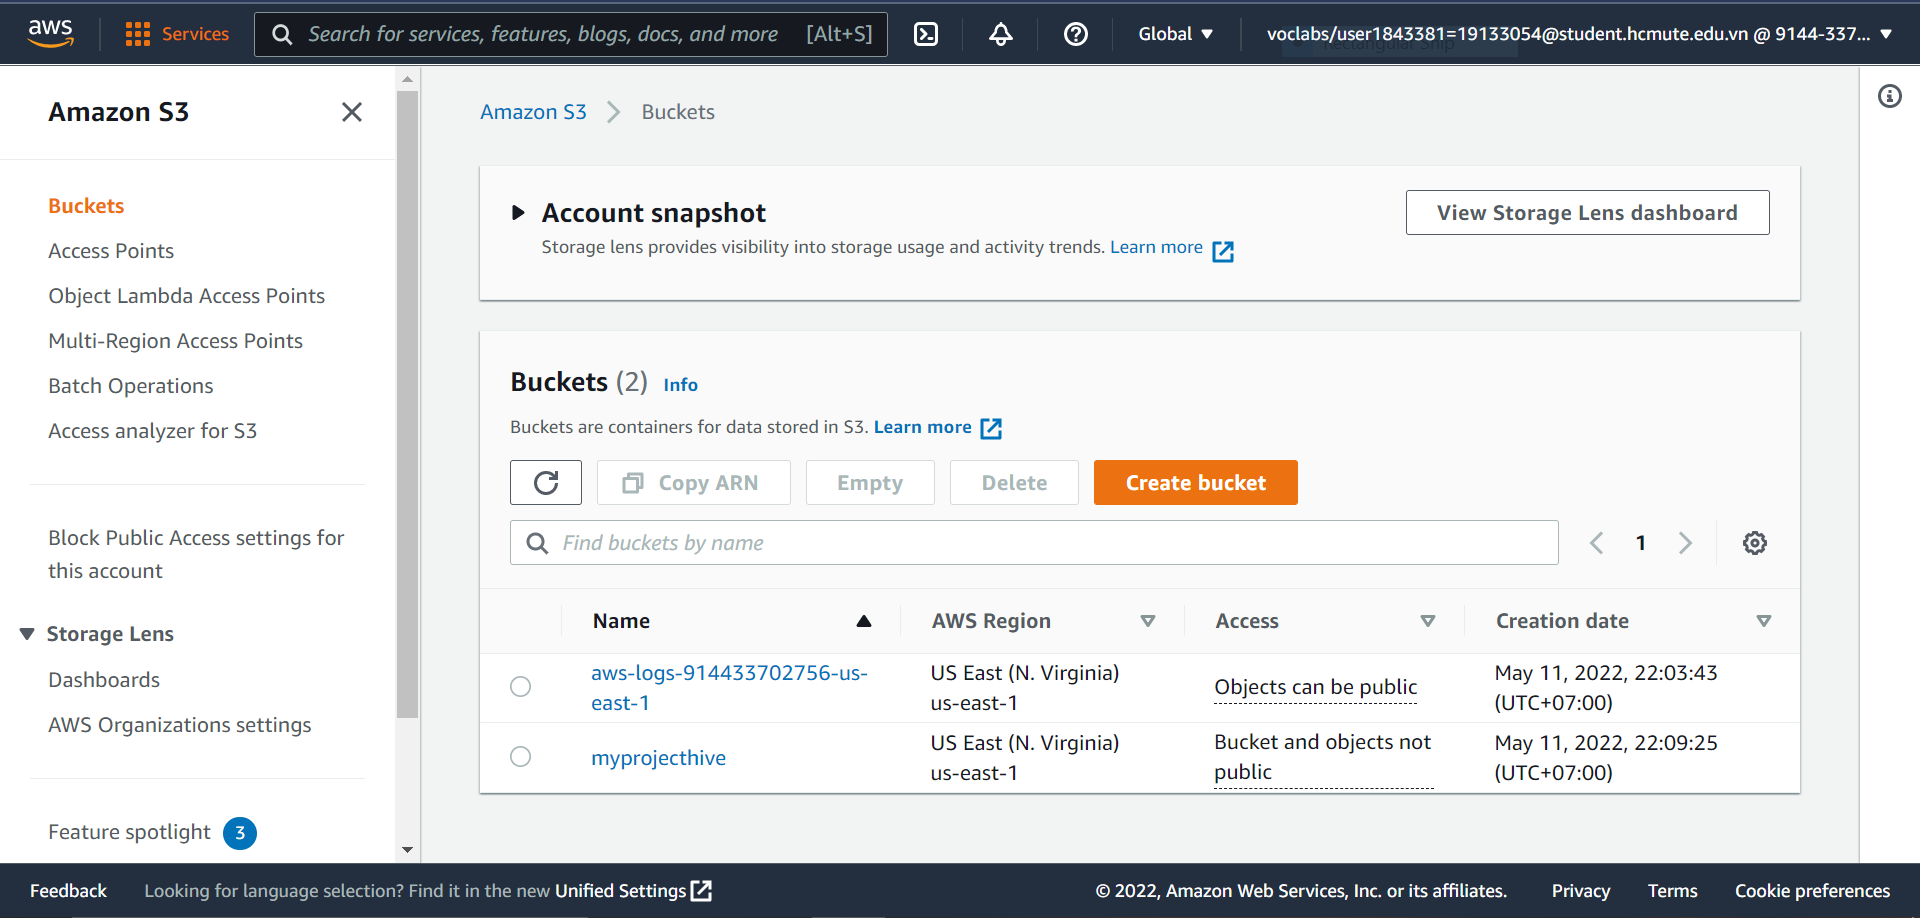 aws
Services
Search for services, features, blogs, docs, and more [Alt+S]
Global
voclabs/user1843381=19133054@student.hcmute.edu.vn @ 9144-337...
Rectangular Snip
Amazon S3
Buckets
Access Points
Object Lambda Access Points
Multi-Region Access Points
Batch Operations
Access analyzer for S3
Block Public Access settings for
this account
Storage Lens
Dashboards
AWS Organizations settings
Feature spotlight 3
Amazon S3 Buckets
Account snapshot
Storage lens provides visibility into storage usage and activity trends. Learn more
View Storage Lens dashboard
Buckets (2) Info
Buckets are containers for data stored in S3. Learn more
Copy ARN Empty Delete Create bucket
Find buckets by name
1
Name AWS Region Access Creation date
aws-logs-914433702756-us-
east-1
US East (N. Virginia)
us-east-1
Objects can be public
May 11, 2022, 22:03:43
(UTC+07:00)
myprojecthive
US East (N. Virginia)
us-east-1
Bucket and objects not
public
May 11, 2022, 22:09:25
(UTC+07:00)
Feedback Looking for language selection? Find it in the new Unified Settings
© 2022, Amazon Web Services, Inc. or its affiliates. Privacy Terms Cookie preferences